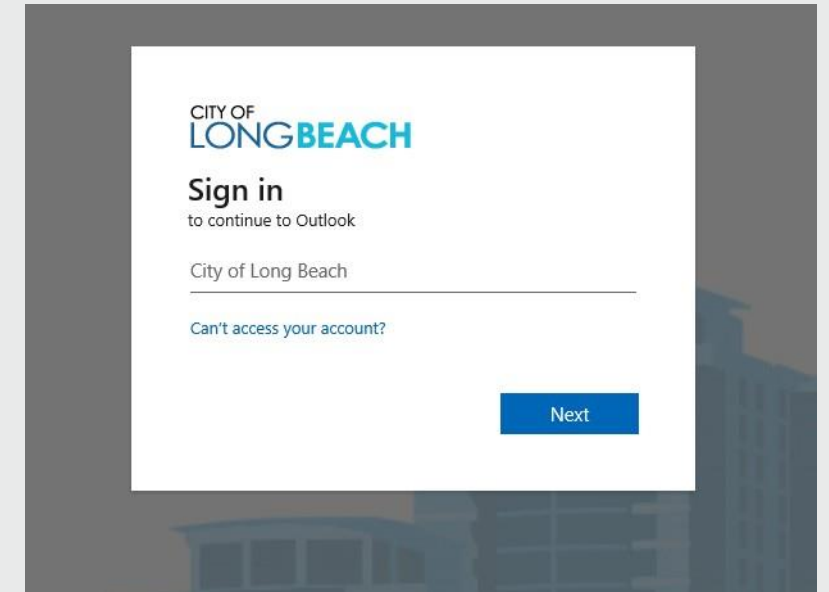 CITY OF
LONGBEACH
Sign in
to continue to Outlook
City of Long Beach
Can't access your account?
Next